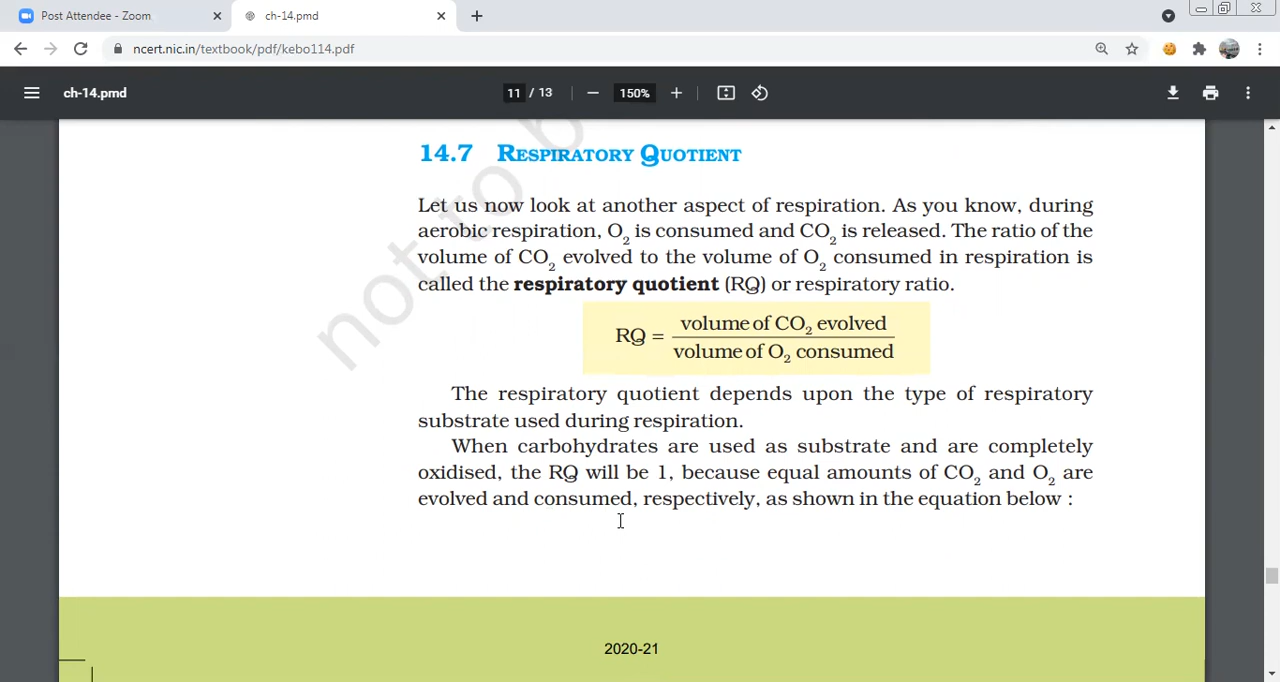 Post Attendee - Zoom
ch-14.pmd
ncert.nic.in/textbook/pdf/kebo114.pdf
ch-14.pmd
11 / 13
150%
not to b
14.7 RESPIRATORY QUOTIENT
Let us now look at another aspect of respiration. As you know, during
aerobic respiration, O₂ is consumed and CO₂ is released. The ratio of the
volume of CO₂ evolved to the volume of O₂ consumed in respiration is
called the respiratory quotient (RQ) or respiratory ratio.
RQ = volume of CO₂ evolved
volume of O₂ consumed
The respiratory quotient depends upon the type of respiratory
substrate used during respiration.
When carbohydrates are used as substrate and are completely
oxidised, the RQ will be 1, because equal amounts of CO₂ and O₂ are
evolved and consumed, respectively, as shown in the equation below :
2020-21